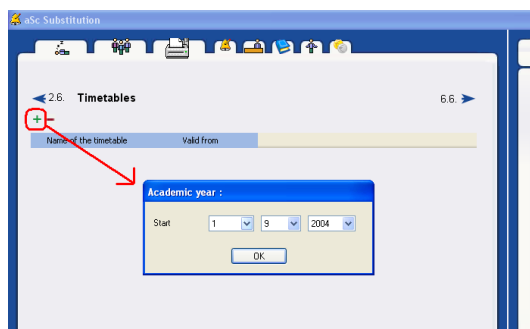 aSc Substitution
2.6. Timetables 6.6.
+ -
Name of the timetable Valid from
Academic year :
Start 1 9 2004
OK